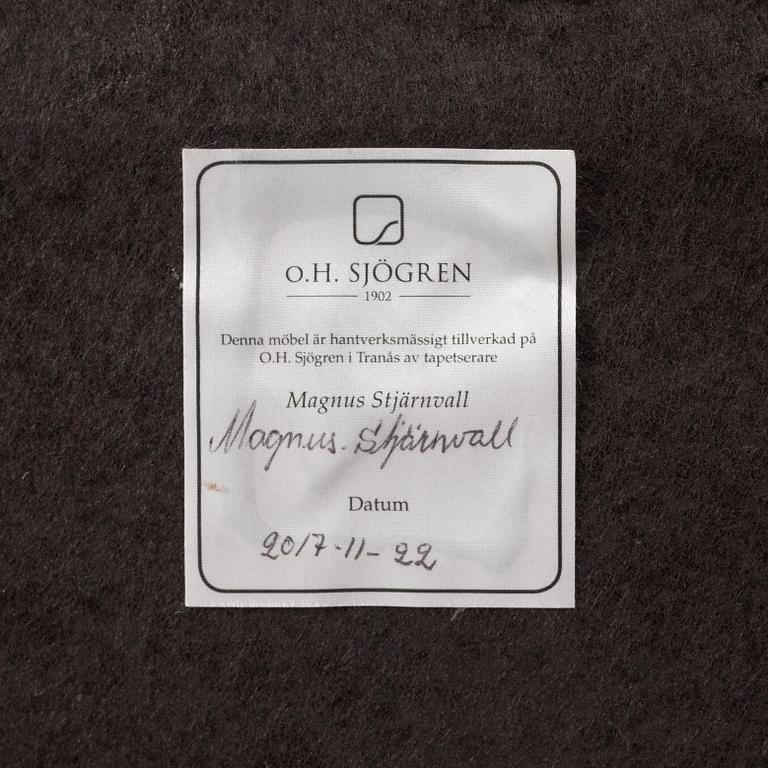 O.H. SJÖGREN
1902
Denna möbel är hantverksmässigt tillverkad på
O.H. Sjögren i Tranås av tapetserare
Magnus Stjärnvall
Magnus. Stjärnvall
Datum
2017-11-22